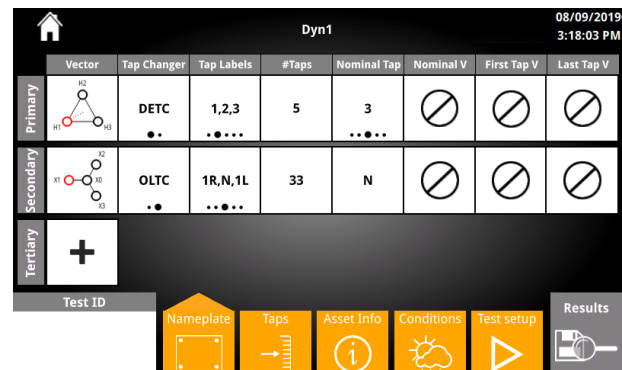 Dyn1
08/09/2019
3:18:03 PM
Vector Tap Changer Tap Labels #Taps Nominal Tap Nominal V First Tap V Last Tap V
Primary
H2
H1 H3
DETC 1,2,3 5 3
Secondary
X2
X1 X0
X3
OLTC 1R,N,1L 33 N
Tertiary
+
Test ID
Nameplate Taps Asset Info Conditions Test setup Results